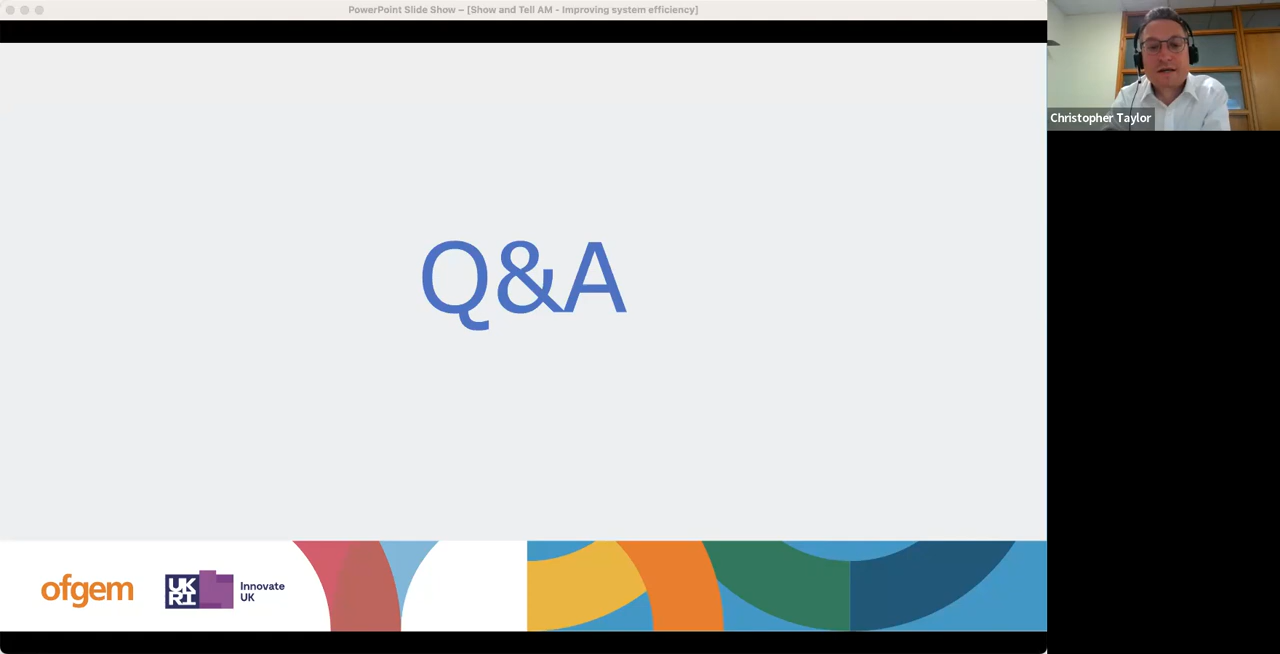 PowerPoint Slide Show – [Show and Tell AM - Improving system efficiency]
Christopher Taylor
Q&A
ofgem
UK
RI
Innovate
UK